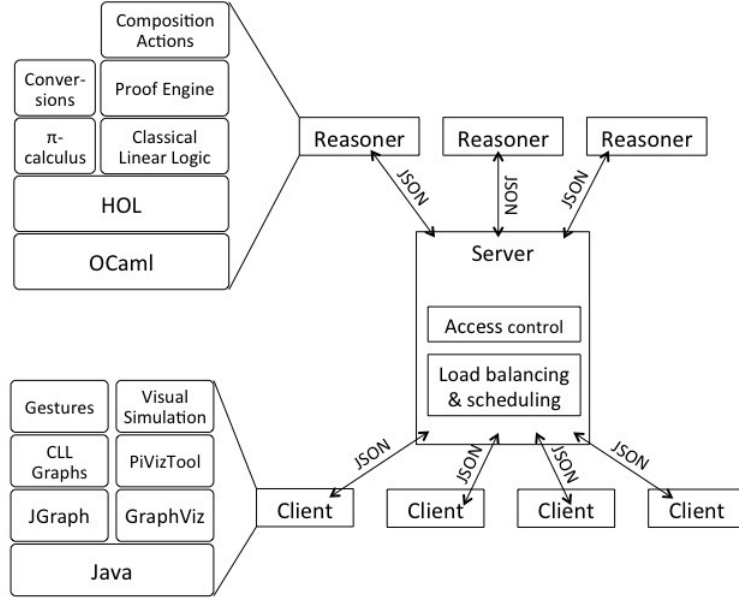 Composition
Actions
Conver-
sions
Proof Engine
π-
calculus
Classical
Linear Logic
HOL
OCaml
Reasoner
Reasoner
Reasoner
JSON
JSON
JSON
Server
Access control
Load balancing
& scheduling
JSON
JSON
JSON
JSON
Gestures
Visual
Simulation
CLL
Graphs
PiVizTool
JGraph
GraphViz
Java
Client
Client
Client
Client